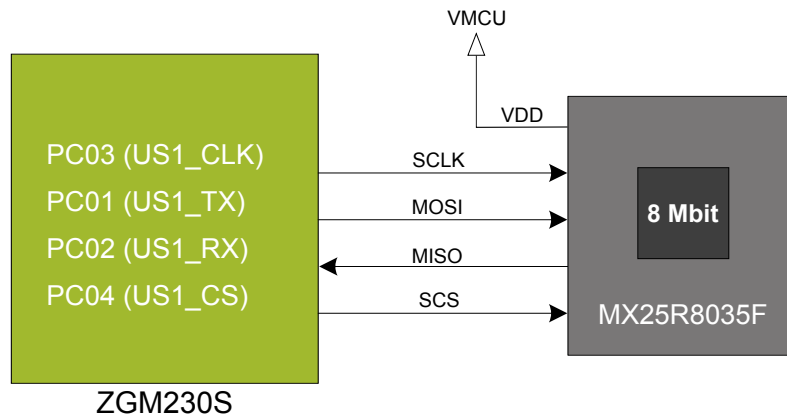 VMCU
VDD
PC03 (US1_CLK)
SCLK
PC01 (US1_TX)
MOSI
8 Mbit
PC02 (US1_RX)
MISO
PC04 (US1_CS)
SCS
MX25R8035F
ZGM230S